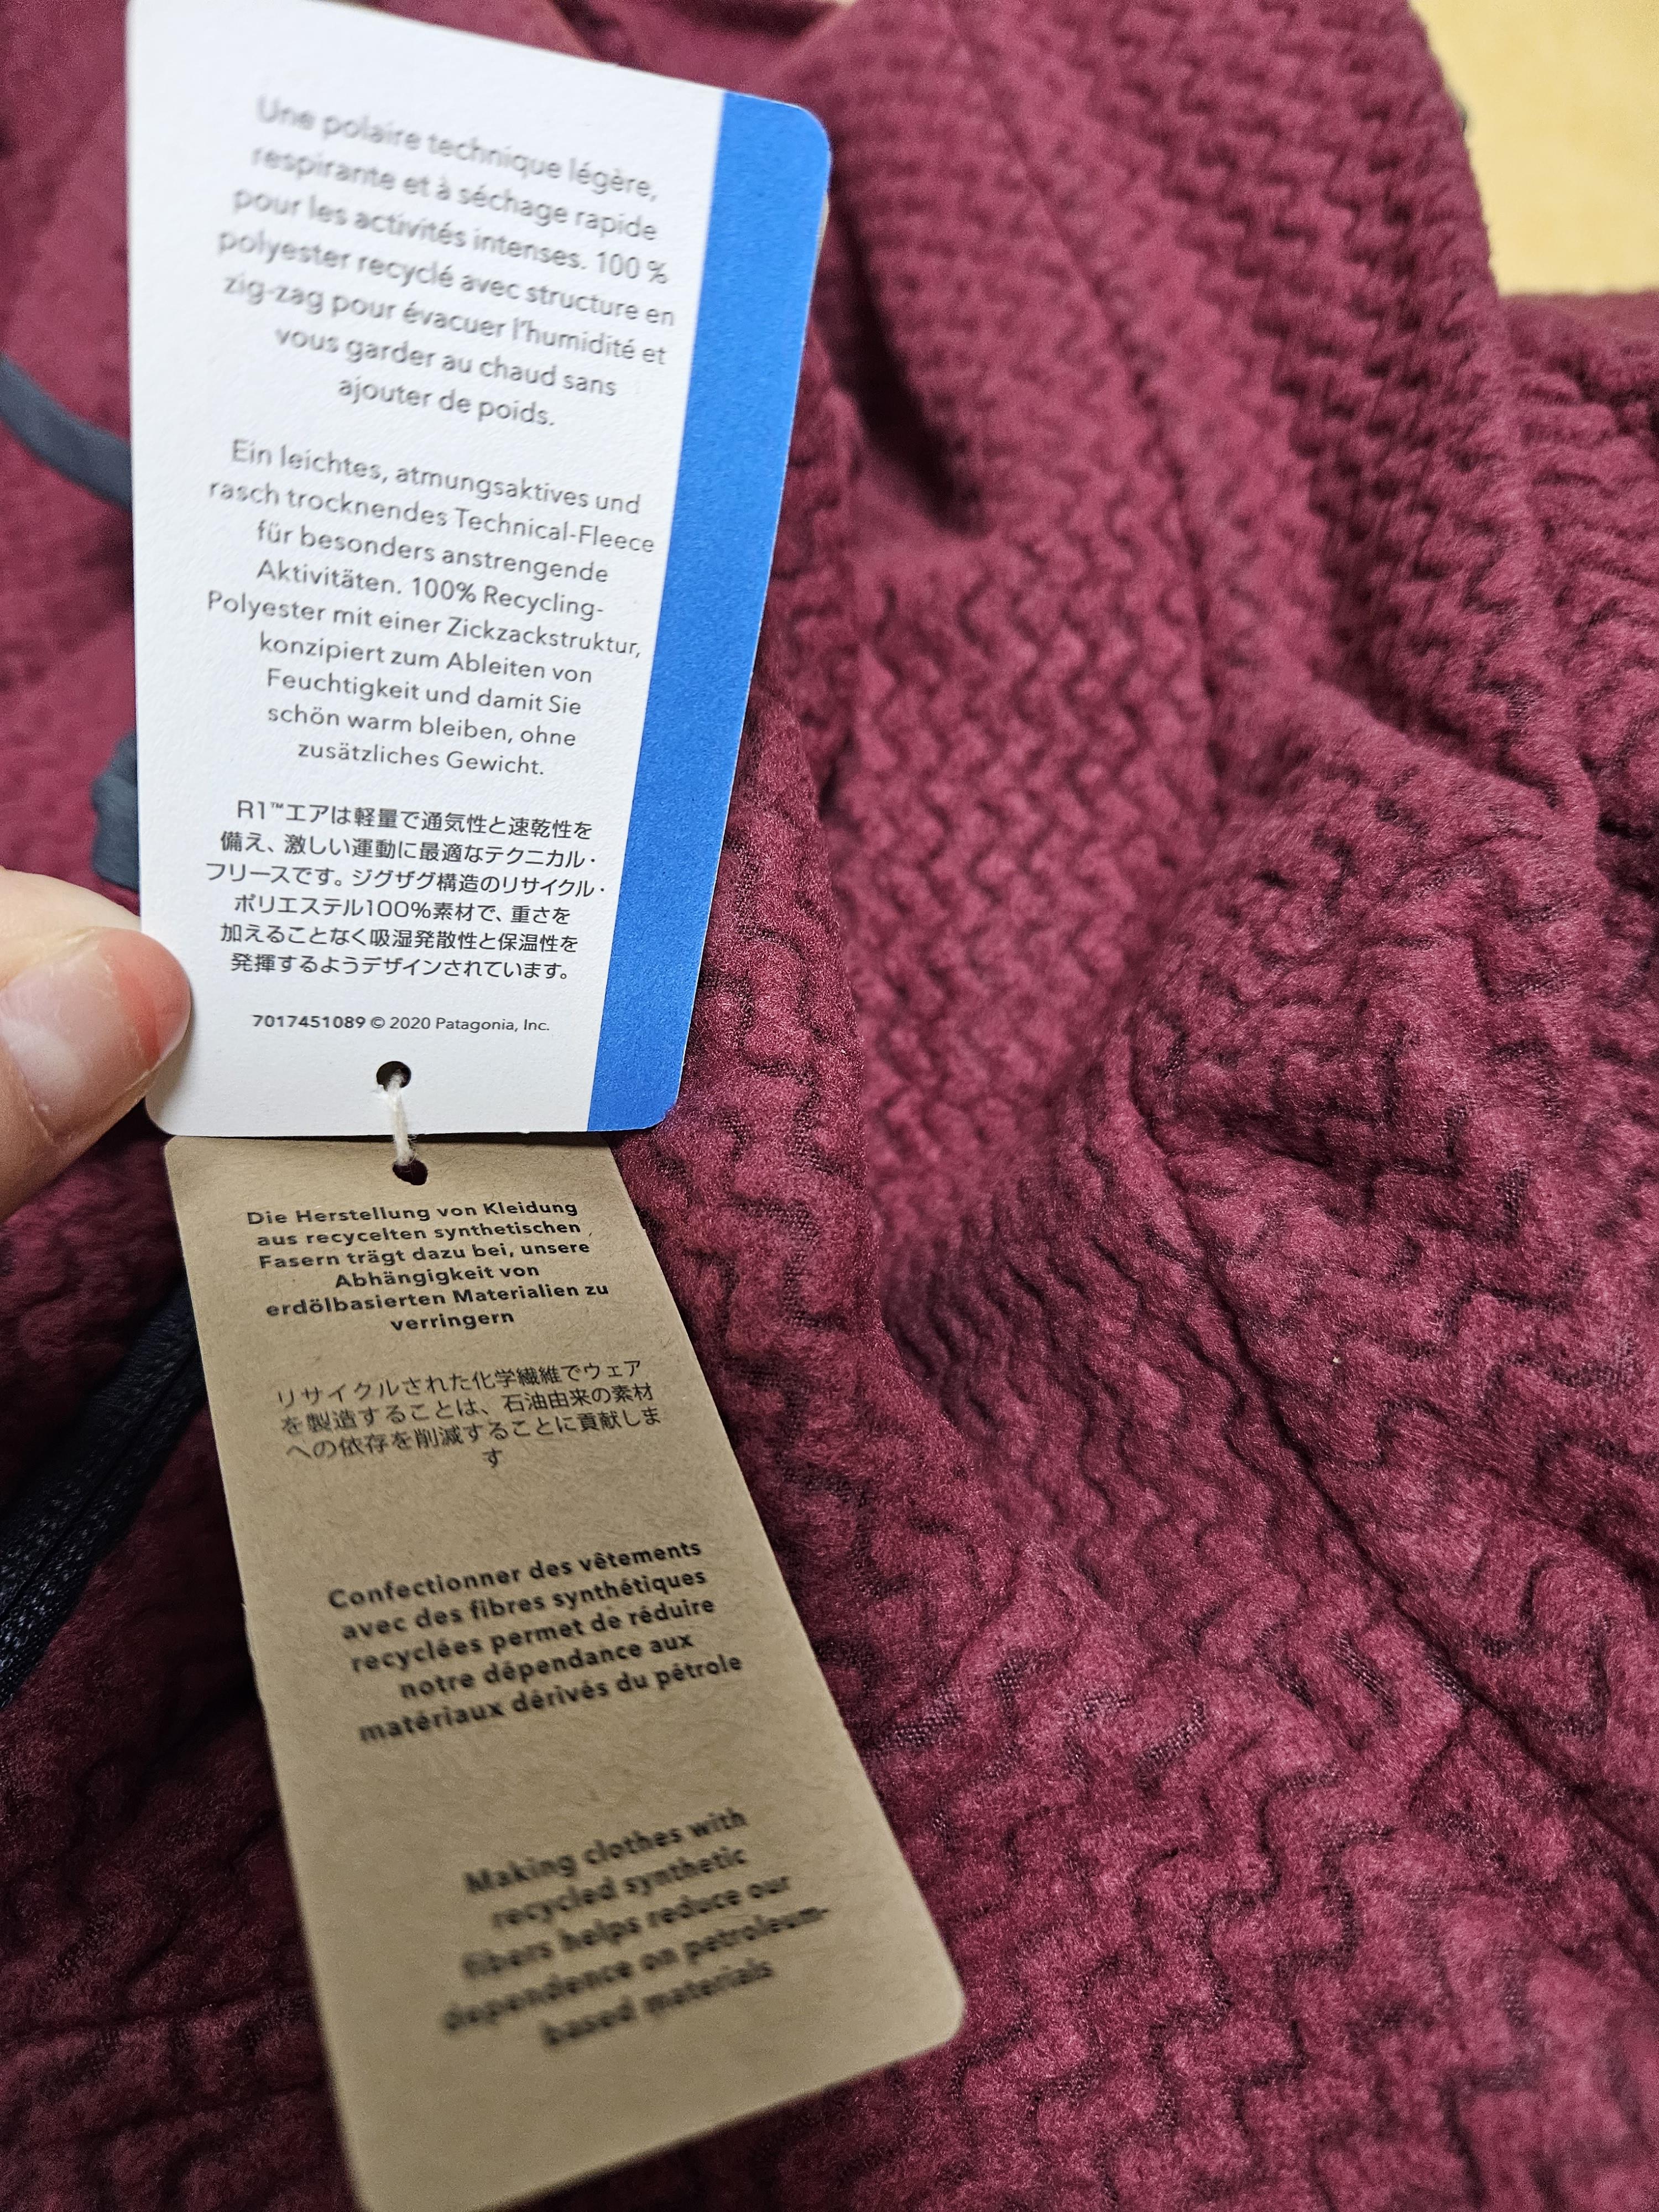 Une polaire technique légère,
respirante et à séchage rapide
pour les activités intenses. 100 %
polyester recyclé avec structure en
zig-zag pour évacuer l'humidité et
vous garder au chaud sans
ajouter de poids.
Ein leichtes, atmungsaktives und
rasch trocknendes Technical-Fleece
für besonders anstrengende
Aktivitäten. 100% Recycling-
Polyester mit einer Zickzackstruktur,
konzipiert zum Ableiten von
Feuchtigkeit und damit Sie
schön warm bleiben, ohne
zusätzliches Gewicht.
R1™エアは軽量で通気性と速乾性を
備え、激しい運動に最適なテクニカル・
フリースです。ジグザグ構造のリサイクル・
ポリエステル100%素材で、重さを
加えることなく吸湿発散性と保温性を
発揮するようデザインされています。
7017451089 © 2020 Patagonia, Inc.
Die Herstellung von Kleidung
aus recycelten synthetischen
Fasern trägt dazu bei, unsere
Abhängigkeit von
erdölbasierten Materialien zu
verringern
リサイクルされた化学繊維でウェア
を製造することは、石油由来の素材
への依存を削減することに貢献しま
す
Confectionner des vêtements
avec des fibres synthétiques
recyclées permet de réduire
notre dépendance aux
matériaux dérivés du pétrole
Making clothes with
recycled synthetic
fibers helps reduce our
dependence on petroleum-
based materials